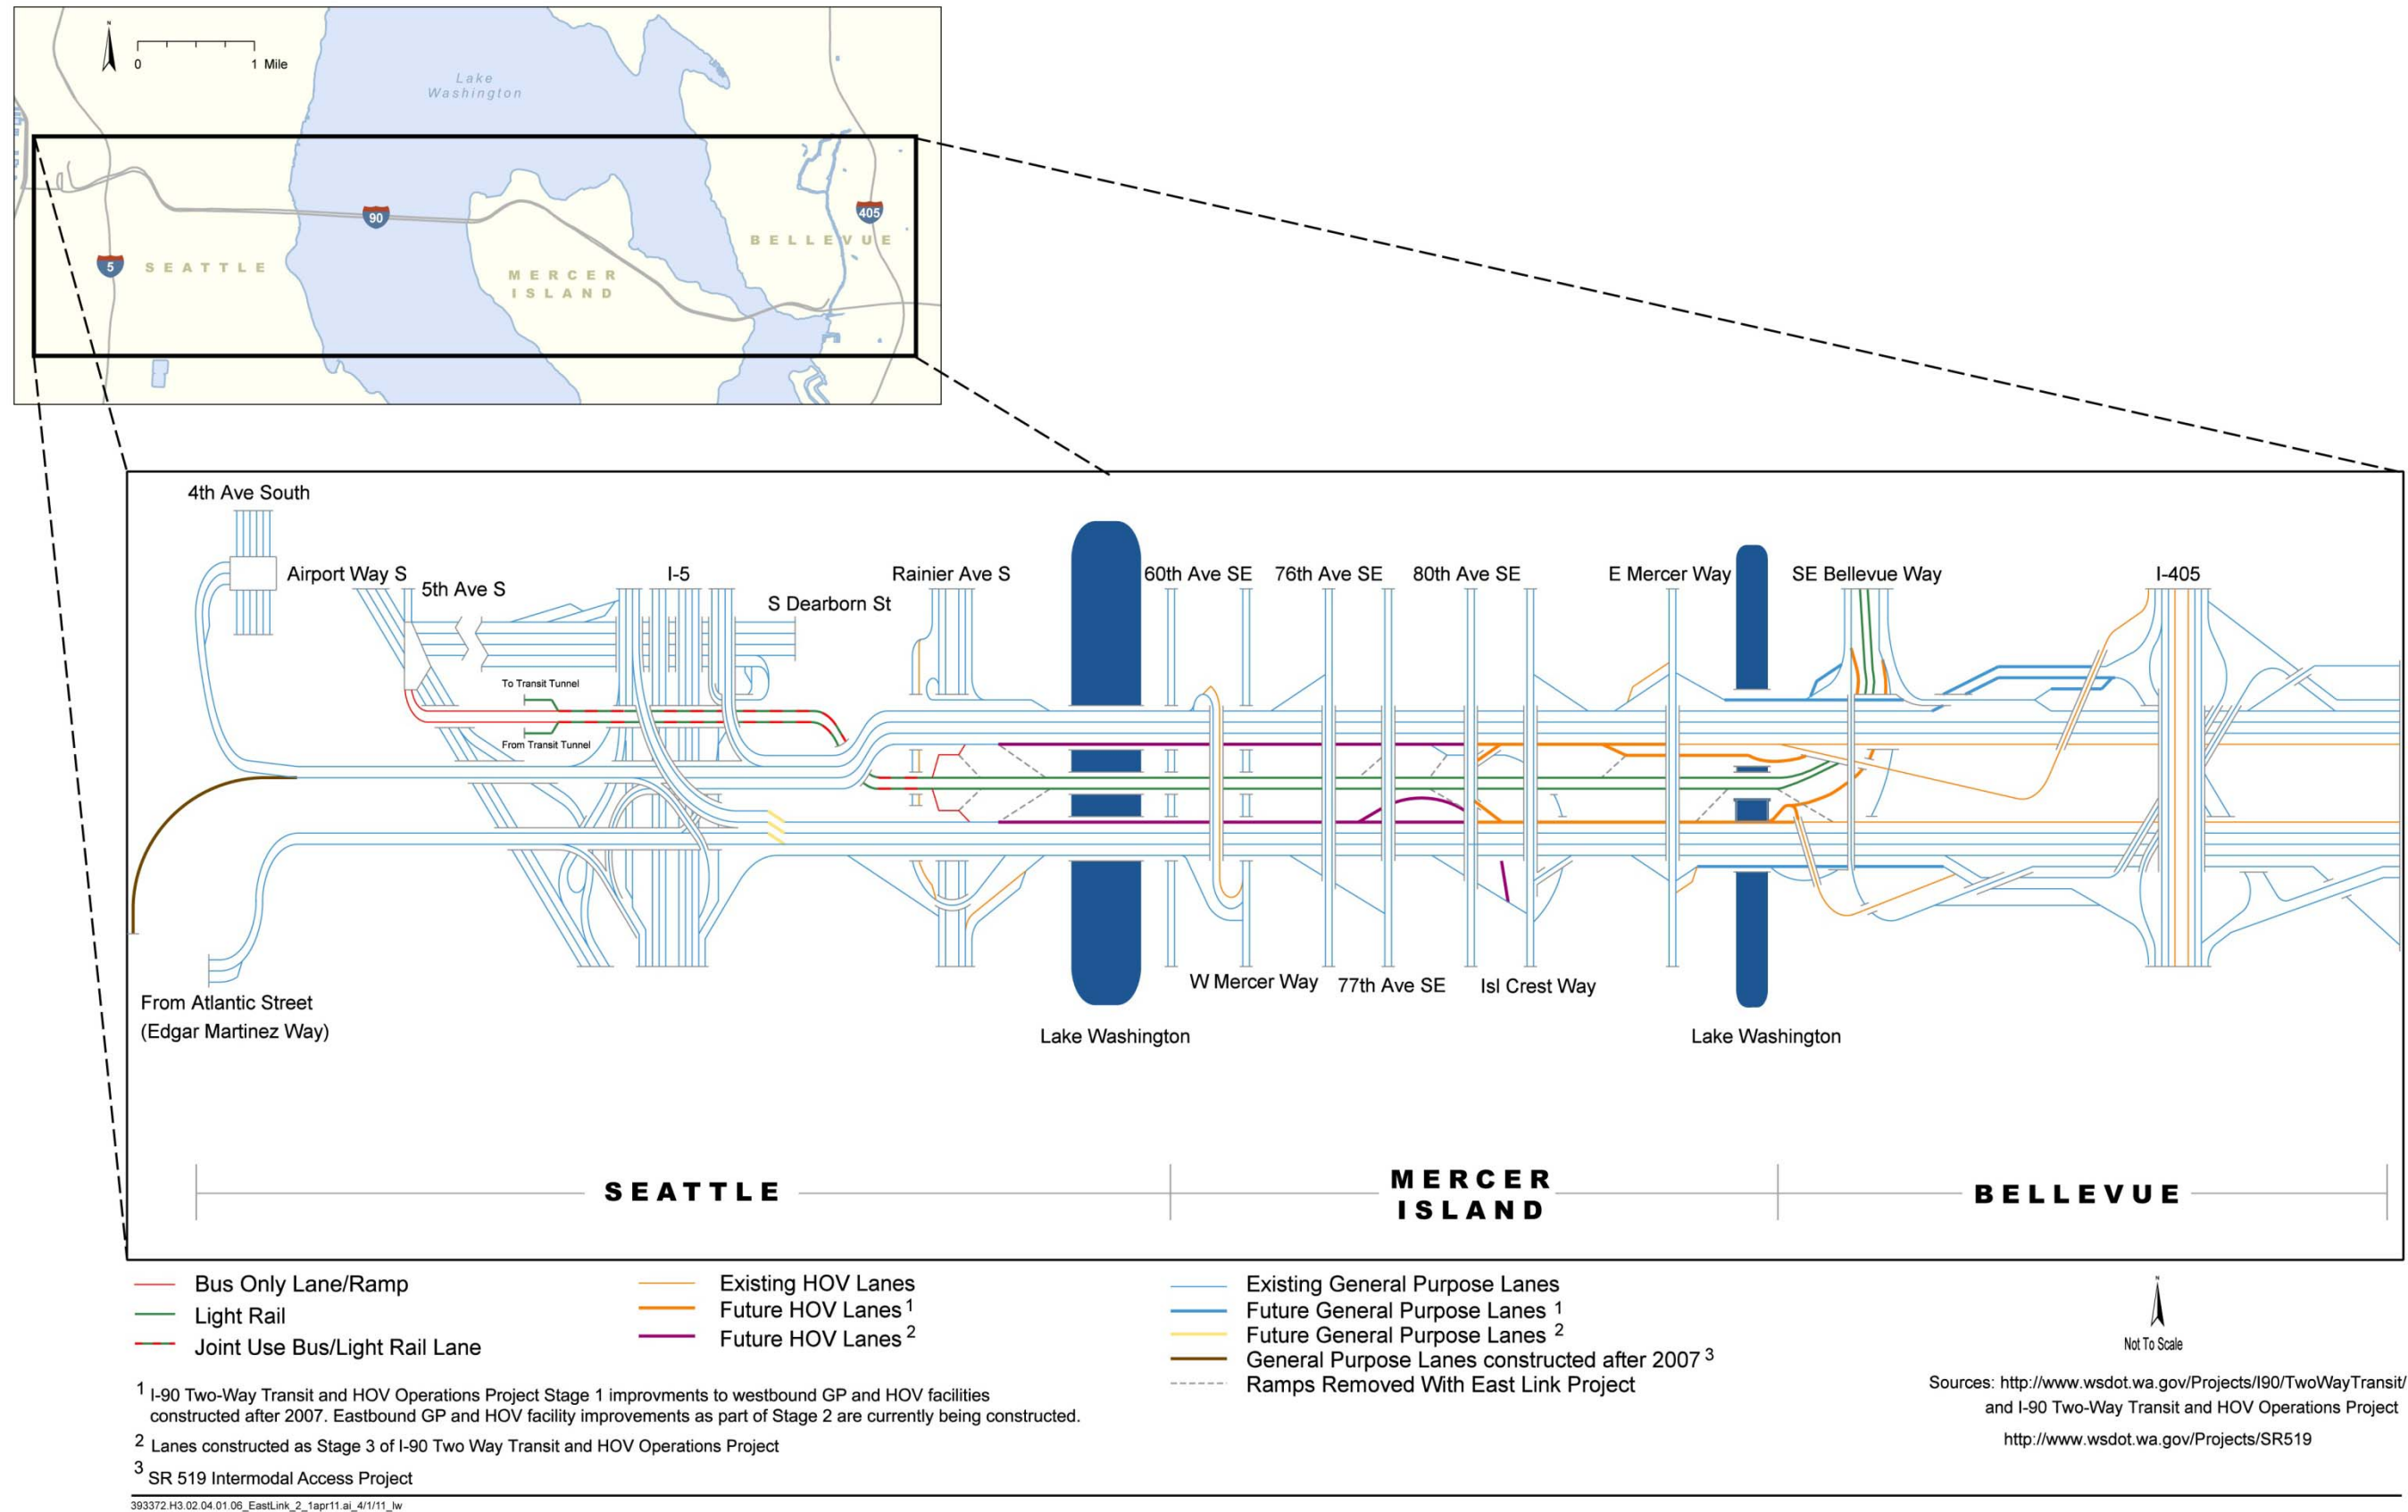 N
0
1 Mile
Lake
Washington
90
405
5
SEATTLE
BELLEVUE
MERCER
ISLAND
4th Ave South
Airport Way S
5th Ave S
I-5
S Dearborn St
Rainier Ave S
60th Ave SE
76th Ave SE
80th Ave SE
E Mercer Way
SE Bellevue Way
I-405
To Transit Tunnel
From Transit Tunnel
From Atlantic Street
(Edgar Martinez Way)
W Mercer Way
77th Ave SE
Isl Crest Way
Lake Washington
Lake Washington
SEATTLE
MERCER
ISLAND
BELLEVUE
Bus Only Lane/Ramp
Light Rail
Joint Use Bus/Light Rail Lane
Existing HOV Lanes
Future HOV Lanes 1
Future HOV Lanes 2
Existing General Purpose Lanes
Future General Purpose Lanes 1
Future General Purpose Lanes 2
General Purpose Lanes constructed after 2007 3
Ramps Removed With East Link Project
N
Not To Scale
1 I-90 Two-Way Transit and HOV Operations Project Stage 1 improvments to westbound GP and HOV facilities
constructed after 2007. Eastbound GP and HOV facility improvements as part of Stage 2 are currently being constructed.
2 Lanes constructed as Stage 3 of I-90 Two Way Transit and HOV Operations Project
3 SR 519 Intermodal Access Project
Sources: http://www.wsdot.wa.gov/Projects/I90/TwoWayTransit/
and I-90 Two-Way Transit and HOV Operations Project
http://www.wsdot.wa.gov/Projects/SR519
393372.H3.02.04.01.06_EastLink_2_1apr11.ai_4/1/11_lw